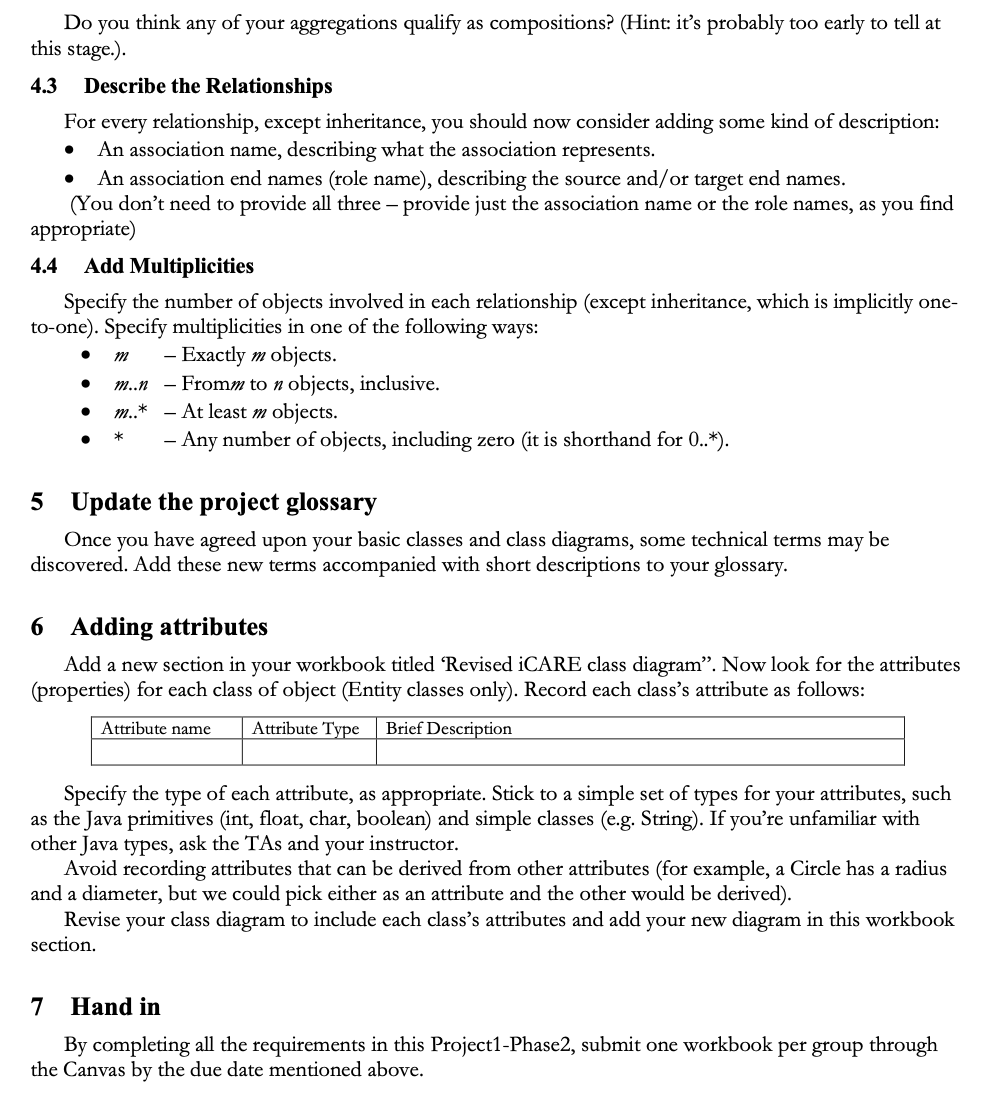 Do you think any of your aggregations qualify as compositions? (Hint: it’s probably too early to tell at
this stage.).
4.3 Describe the Relationships
For every relationship, except inheritance, you should now consider adding some kind of description:
• An association name, describing what the association represents.
• An association end names (role name), describing the source and/or target end names.
(You don’t need to provide all three – provide just the association name or the role names, as you find
appropriate)
4.4 Add Multiplicities
Specify the number of objects involved in each relationship (except inheritance, which is implicitly one-
to-one). Specify multiplicities in one of the following ways:
• m – Exactly m objects.
• m..n – Fromm to n objects, inclusive.
• m..* – At least m objects.
• * – Any number of objects, including zero (it is shorthand for 0..*).
5 Update the project glossary
Once you have agreed upon your basic classes and class diagrams, some technical terms may be
discovered. Add these new terms accompanied with short descriptions to your glossary.
6 Adding attributes
Add a new section in your workbook titled ‘Revised iCARE class diagram”. Now look for the attributes
(properties) for each class of object (Entity classes only). Record each class’s attribute as follows:
Attribute name Attribute Type Brief Description
Specify the type of each attribute, as appropriate. Stick to a simple set of types for your attributes, such
as the Java primitives (int, float, char, boolean) and simple classes (e.g. String). If you’re unfamiliar with
other Java types, ask the TAs and your instructor.
Avoid recording attributes that can be derived from other attributes (for example, a Circle has a radius
and a diameter, but we could pick either as an attribute and the other would be derived).
Revise your class diagram to include each class’s attributes and add your new diagram in this workbook
section.
7 Hand in
By completing all the requirements in this Project1-Phase2, submit one workbook per group through
the Canvas by the due date mentioned above.